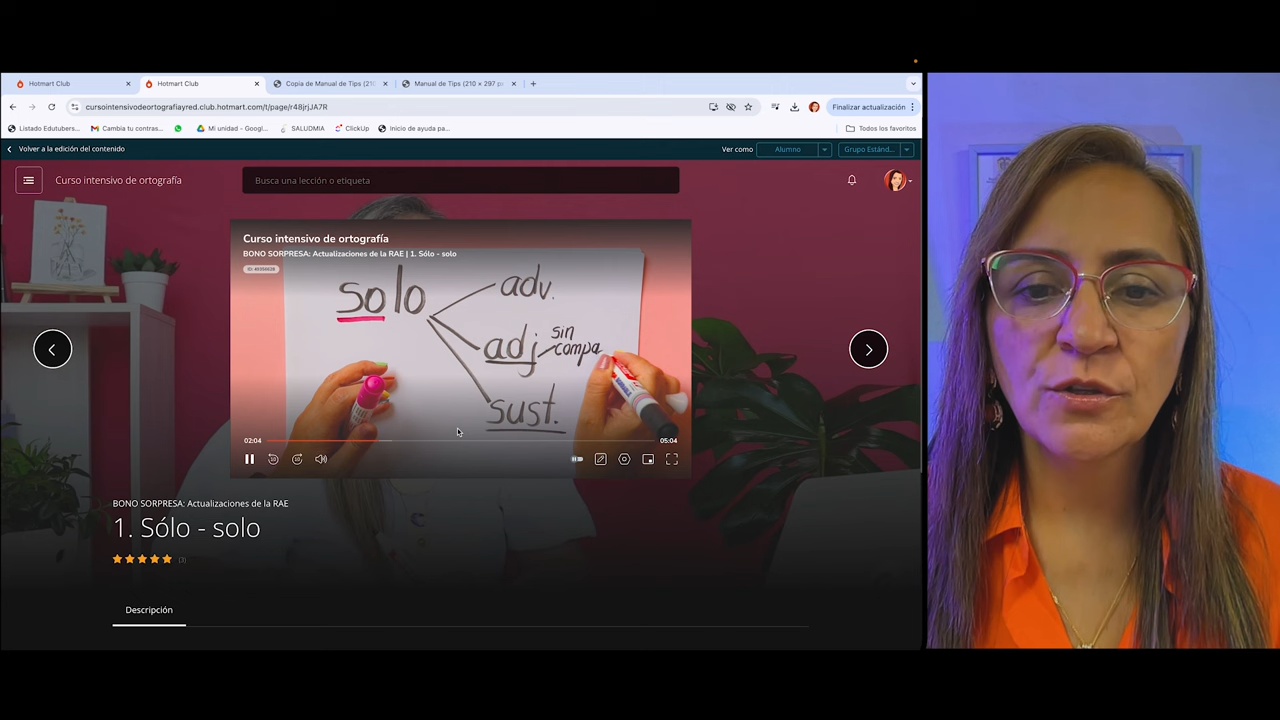 Hotmart Club
Hotmart Club
Copia de Manual de Tips (21
Manual de Tips (210 × 297 p
cursointensivodeortografiayred.club.hotmart.com/t/page/r48jrjJA7R
Finalizar actualización
Listado Edutubers...
Cambia tu contras...
Mi unidad - Googl...
SALUDMIA
ClickUp
Inicio de ayuda pa...
Todos los favoritos
Volver a la edición del contenido
Ver como
Alumno
Grupo Estánd...
Curso intensivo de ortografía
Busca una lección o etiqueta
Curso intensivo de ortografía
BONO SORPRESA: Actualizaciones de la RAE | 1. Sólo - solo
solo
adv.
adj
sin
compa
sust.
02:04
05:04
10
10
BONO SORPRESA: Actualizaciones de la RAE
1. Sólo - solo
(3)
Descripción